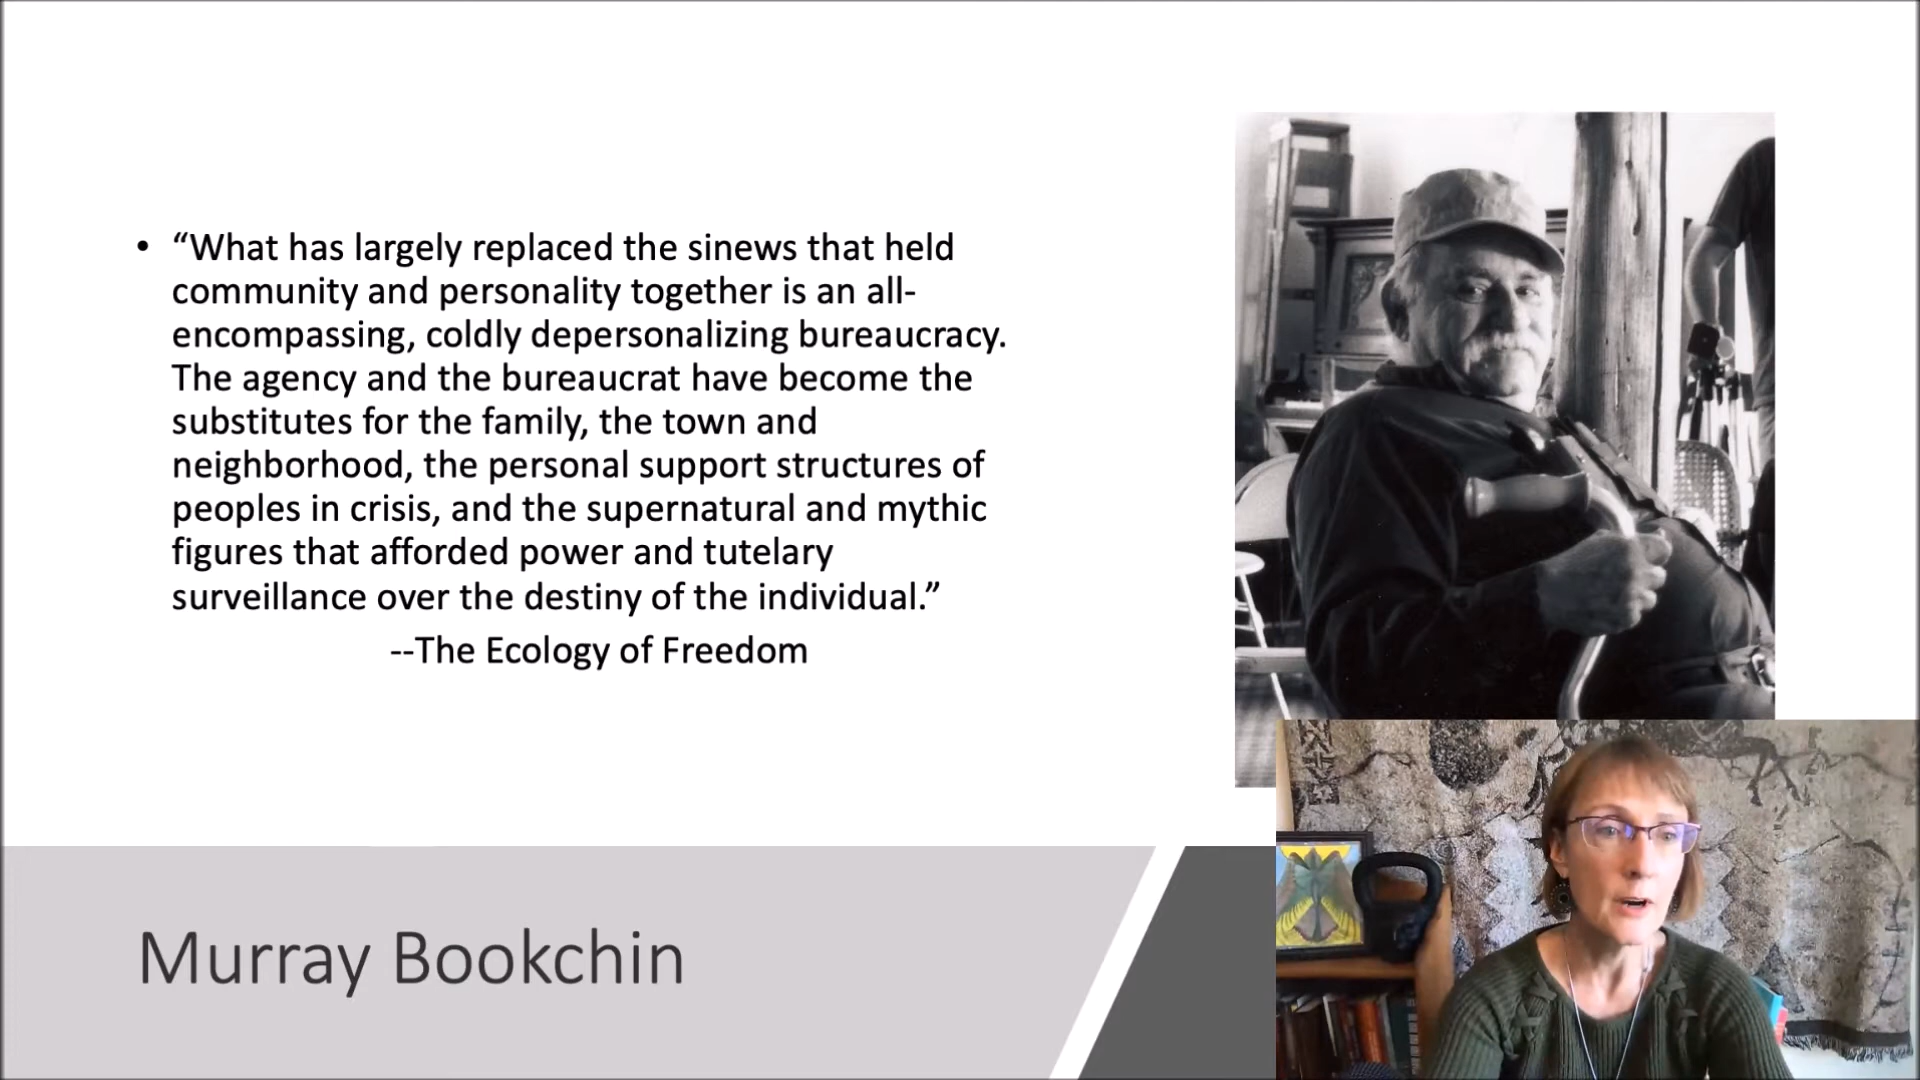 • “What has largely replaced the sinews that held
community and personality together is an all-
encompassing, coldly depersonalizing bureaucracy.
The agency and the bureaucrat have become the
substitutes for the family, the town and
neighborhood, the personal support structures of
peoples in crisis, and the supernatural and mythic
figures that afforded power and tutelary
surveillance over the destiny of the individual.”
--The Ecology of Freedom
Murray Bookchin